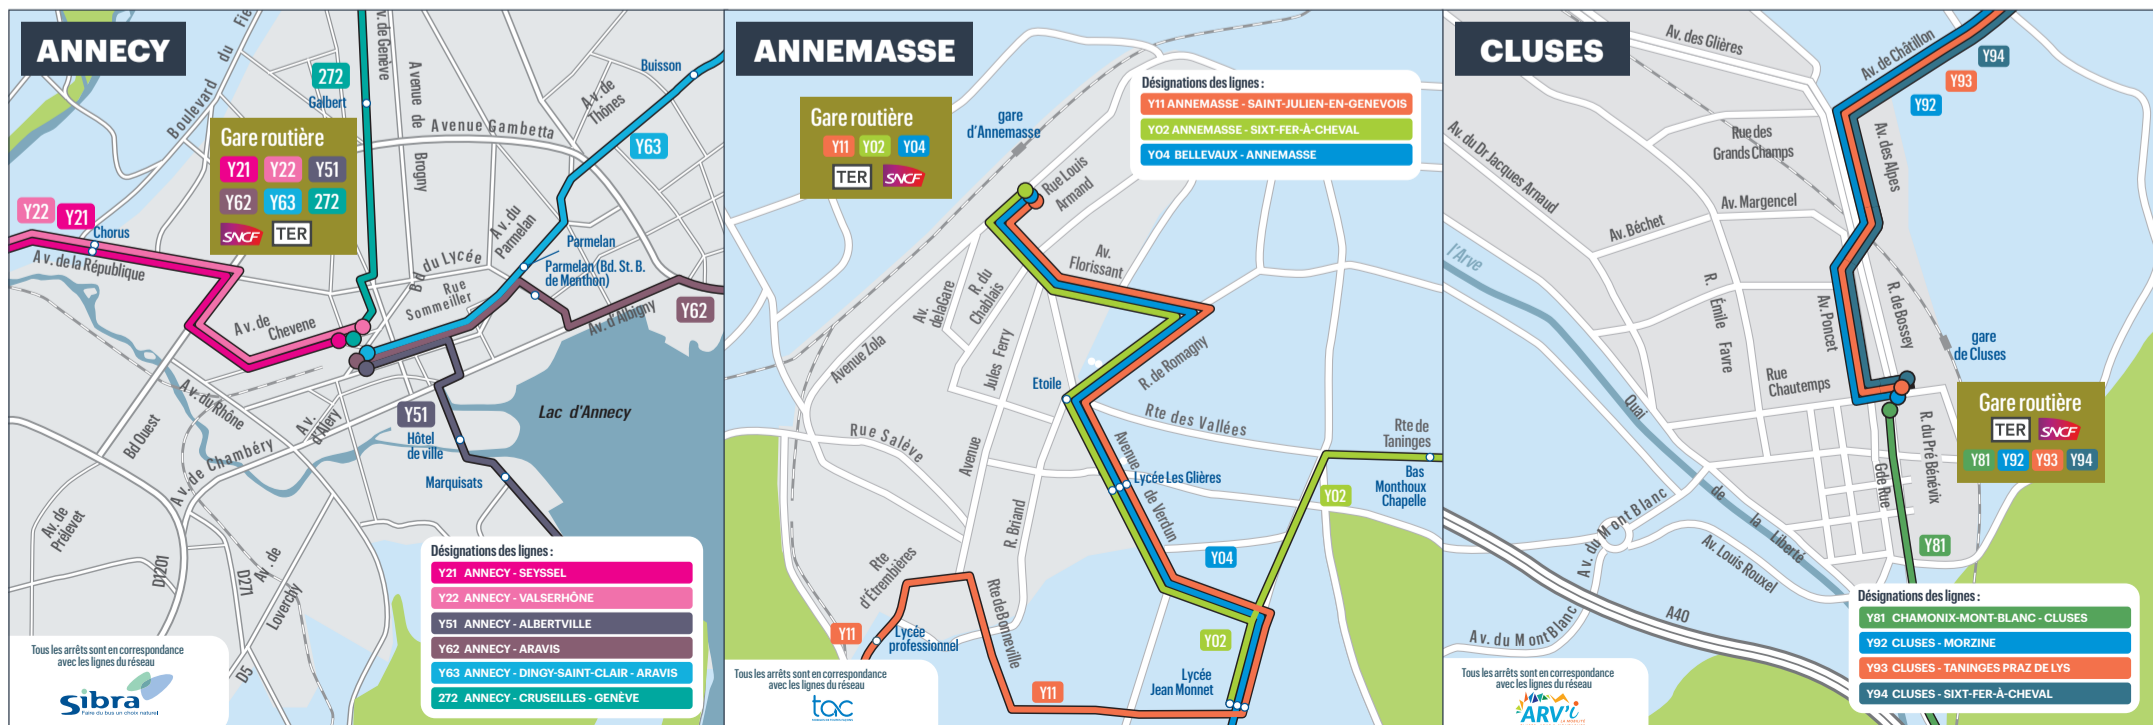 ANNECY
Boulevard du Fier
Av. de Genève
272
Galbert
Avenue de Brogny
Avenue Gambetta
Av. de Thônes
Buisson
Y63
Gare routière
Y21 Y22 Y51
Y62 Y63 272
SNCF TER
Y22 Y21
Chorus
Av. de la République
Bd du Lycée
Av. du Parmelan
Parmelan
Parmelan (Bd. St. B.
de Menthon)
Rue
Sommeiller
Av. de
Chevene
Av. d'Albigny
Y62
Av. du Rhône
Av.
d'Aléry
Bd Ouest
Av. de Chambéry
Y51
Hôtel
de ville
Marquisats
Lac d'Annecy
Av. de
Prélevet
D1201
D271
Av. de
Loverchy
D5
Désignations des lignes :
Y21 ANNECY - SEYSSEL
Y22 ANNECY - VALSERHÔNE
Y51 ANNECY - ALBERTVILLE
Y62 ANNECY - ARAVIS
Y63 ANNECY - DINGY-SAINT-CLAIR - ARAVIS
272 ANNECY - CRUSEILLES - GENÈVE
Tous les arrêts sont en correspondance
avec les lignes du réseau
Sibra
Faire du bus un choix naturel
ANNEMASSE
Gare routière
Y11 Y02 Y04
TER SNCF
gare
d'Annemasse
Désignations des lignes :
Y11 ANNEMASSE - SAINT-JULIEN-EN-GENEVOIS
Y02 ANNEMASSE - SIXT-FER-À-CHEVAL
Y04 BELLEVAUX - ANNEMASSE
Rue Louis
Armand
Av.
Florissant
Av.
de la Gare
R. du
Chablais
Avenue Zola
Jules Ferry
Avenue
R. de Romagny
Etoile
Rte des Vallées
Rue Salève
Rte de
Taninges
Bas
Monthoux
Chapelle
Lycée Les Glières
Avenue de Verdun
Y02
R. Briand
Y04
Rte
d'Étrembières
Rte de Bonneville
Y11
Lycée
professionnel
Y02
Lycée
Jean Monnet
Y11
Tous les arrêts sont en correspondance
avec les lignes du réseau
tac
CLUSES
Av. des Glières
Av. de Châtillon
Y94
Y93
Y92
Av. du Dr Jacques Arnaud
Rue des
Grands Champs
Av. des Alpes
Av. Margencel
Av. Béchet
l'Arve
R. Émile Favre
Av. Poncet
R. de Bossey
gare
de Cluses
Rue
Chautemps
Gare routière
TER SNCF
Y81 Y92 Y93 Y94
Quai de la Liberté
Gde Rue
R. du Pré Bénévix
Av. du Mont Blanc
Av. Louis Rouxel
Y81
A40
Av. du Mont Blanc
Désignations des lignes :
Y81 CHAMONIX-MONT-BLANC - CLUSES
Y92 CLUSES - MORZINE
Y93 CLUSES - TANINGES PRAZ DE LYS
Y94 CLUSES - SIXT-FER-À-CHEVAL
Tous les arrêts sont en correspondance
avec les lignes du réseau
ARV'i